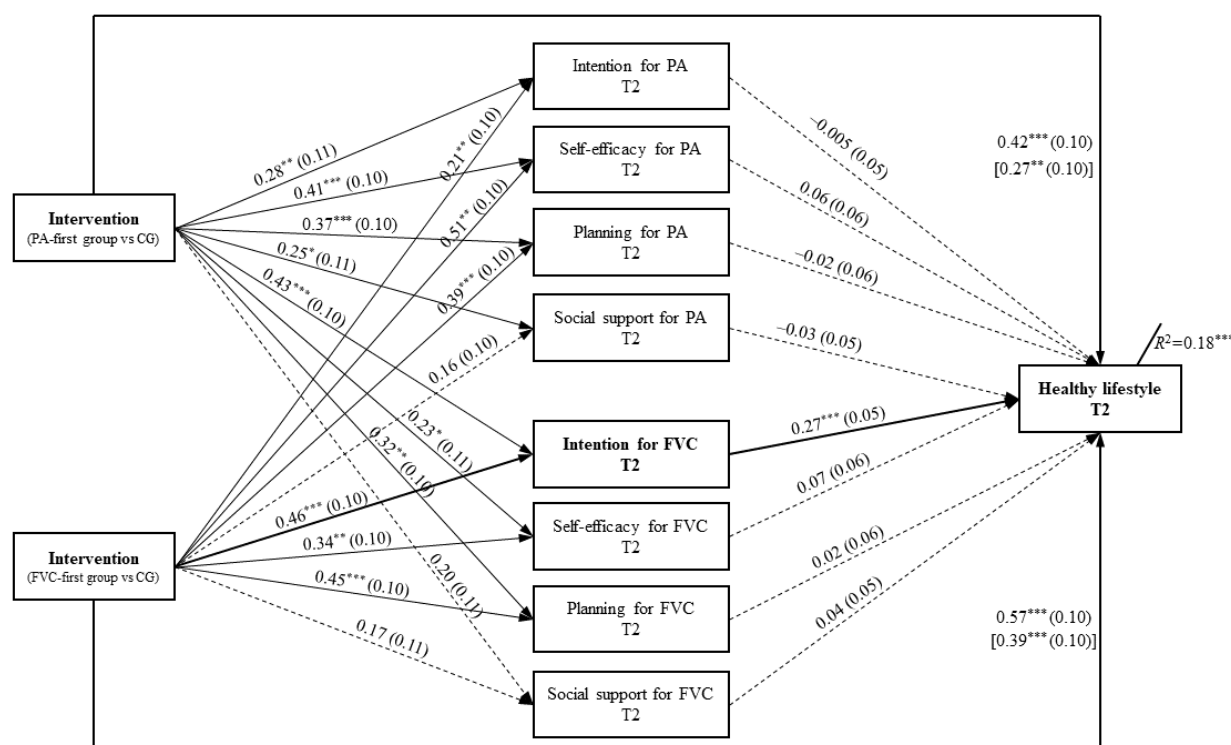 Intention for PA
T2
Self-efficacy for PA
T2
Planning for PA
T2
Social support for PA
T2
Intention for FVC
T2
Self-efficacy for FVC
T2
Planning for FVC
T2
Social support for FVC
T2
Intervention
(PA-first group vs CG)
Intervention
(FVC-first group vs CG)
0.28** (0.11)
0.41*** (0.10)
0.37*** (0.10)
0.25* (0.11)
0.43*** (0.10)
0.23* (0.11)
0.32** (0.10)
0.20 (0.11)
0.21** (0.10)
0.51** (0.10)
0.39*** (0.10)
0.16 (0.10)
0.46*** (0.10)
0.34** (0.10)
0.45*** (0.10)
0.17 (0.11)
–0.005 (0.05)
0.06 (0.06)
–0.02 (0.06)
–0.03 (0.05)
0.27*** (0.05)
0.07 (0.06)
0.02 (0.06)
0.04 (0.05)
0.42*** (0.10)
[0.27** (0.10)]
R²=0.18***
Healthy lifestyle
T2
0.57*** (0.10)
[0.39*** (0.10)]